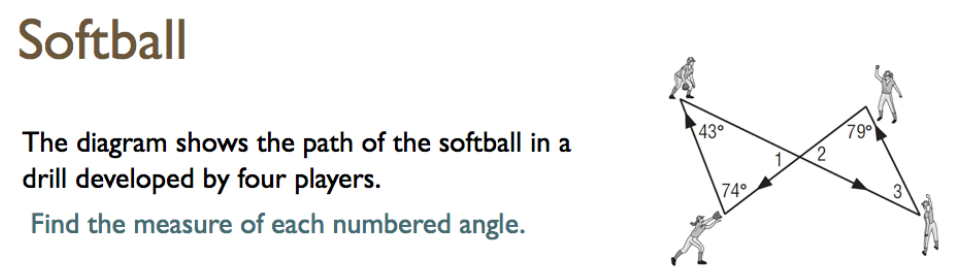 Softball
The diagram shows the path of the softball in a
drill developed by four players.
Find the measure of each numbered angle.
43°
79°
1
2
74°
3